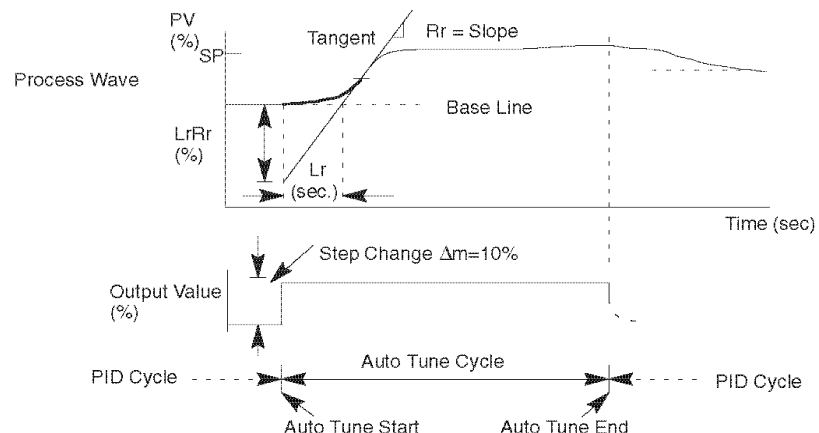 PV
(%)
SP
Tangent
Rr = Slope
Process Wave
Base Line
LrRr
(%)
Lr
(sec.)
Time (sec)
Step Change Δm=10%
Output Value
(%)
Auto Tune Cycle
PID Cycle
PID Cycle
Auto Tune Start
Auto Tune End